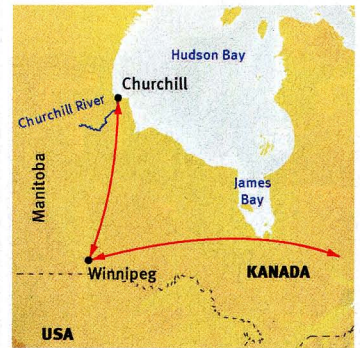 Hudson Bay
Churchill
Churchill River
Manitoba
James
Bay
Winnipeg
KANADA
USA